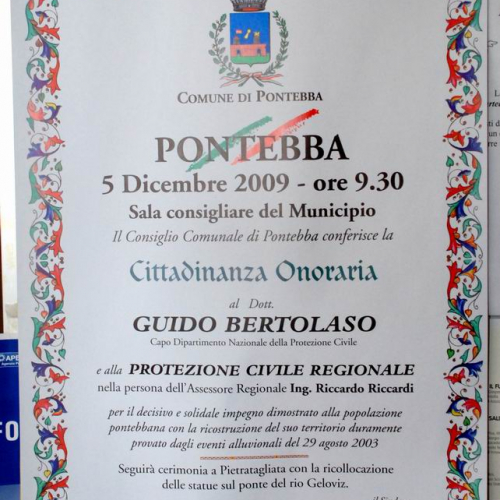 COMUNE DI PONTEBBA
PONTEBBA
5 Dicembre 2009 - ore 9.30
Sala consigliare del Municipio
Il Consiglio Comunale di Pontebba conferisce la
Cittadinanza Onoraria
al Dott.
GUIDO BERTOLASO
Capo Dipartimento Nazionale della Protezione Civile
e alla PROTEZIONE CIVILE REGIONALE
nella persona dell'Assessore Regionale Ing. Riccardo Riccardi
per il decisivo e solidale impegno dimostrato alla popolazione
pontebbana con la ricostruzione del suo territorio duramente
provato dagli eventi alluvionali del 29 agosto 2003
Seguirà cerimonia a Pietratagliata con la ricollocazione
delle statue sul ponte del rio Geloviz.